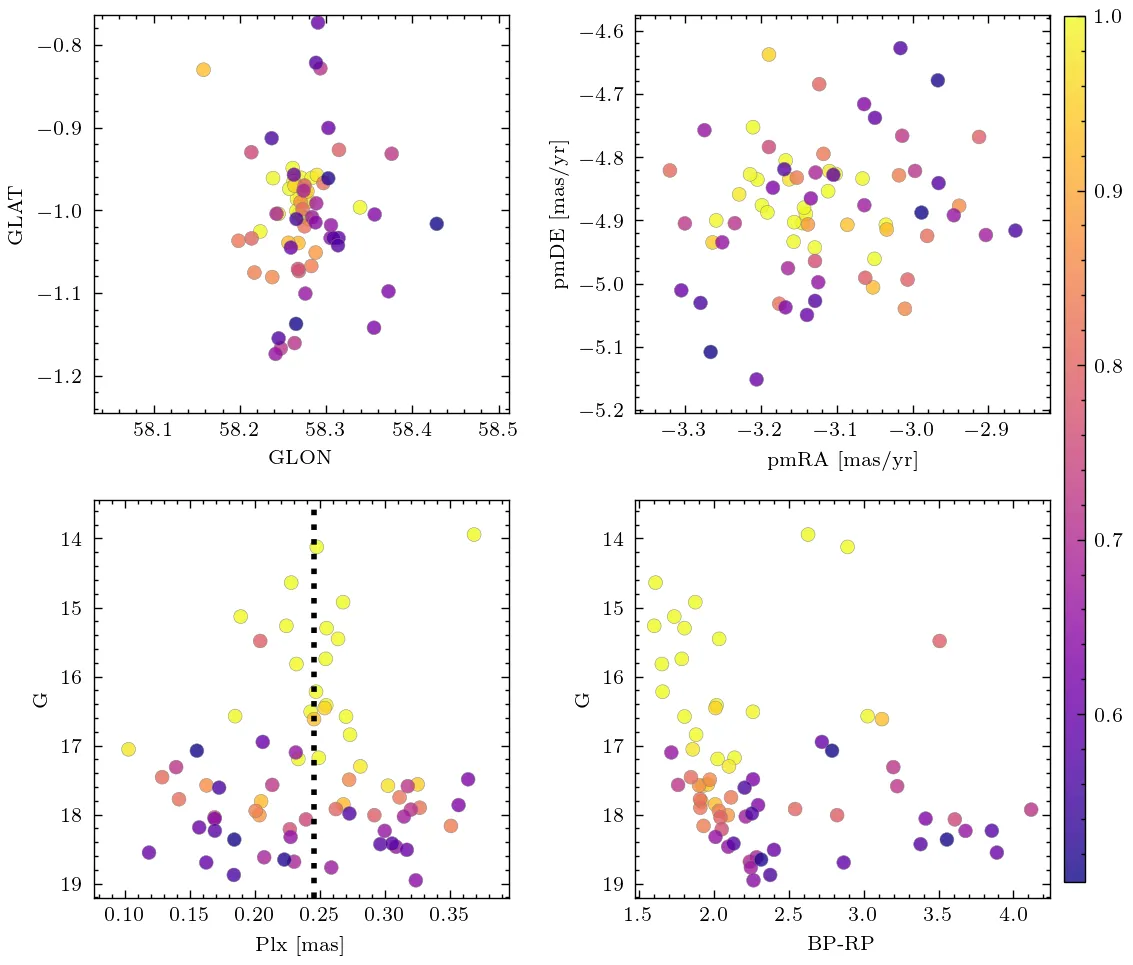 −0.8
−0.9
−1.0
−1.1
−1.2
GLAT
58.1 58.2 58.3 58.4 58.5
GLON
−4.6
−4.7
−4.8
−4.9
−5.0
−5.1
−5.2
pmDE [mas/yr]
−3.3 −3.2 −3.1 −3.0 −2.9
pmRA [mas/yr]
1.0
0.9
0.8
0.7
0.6
14
15
16
17
18
19
G
0.10 0.15 0.20 0.25 0.30 0.35
Plx [mas]
14
15
16
17
18
19
G
1.5 2.0 2.5 3.0 3.5 4.0
BP-RP